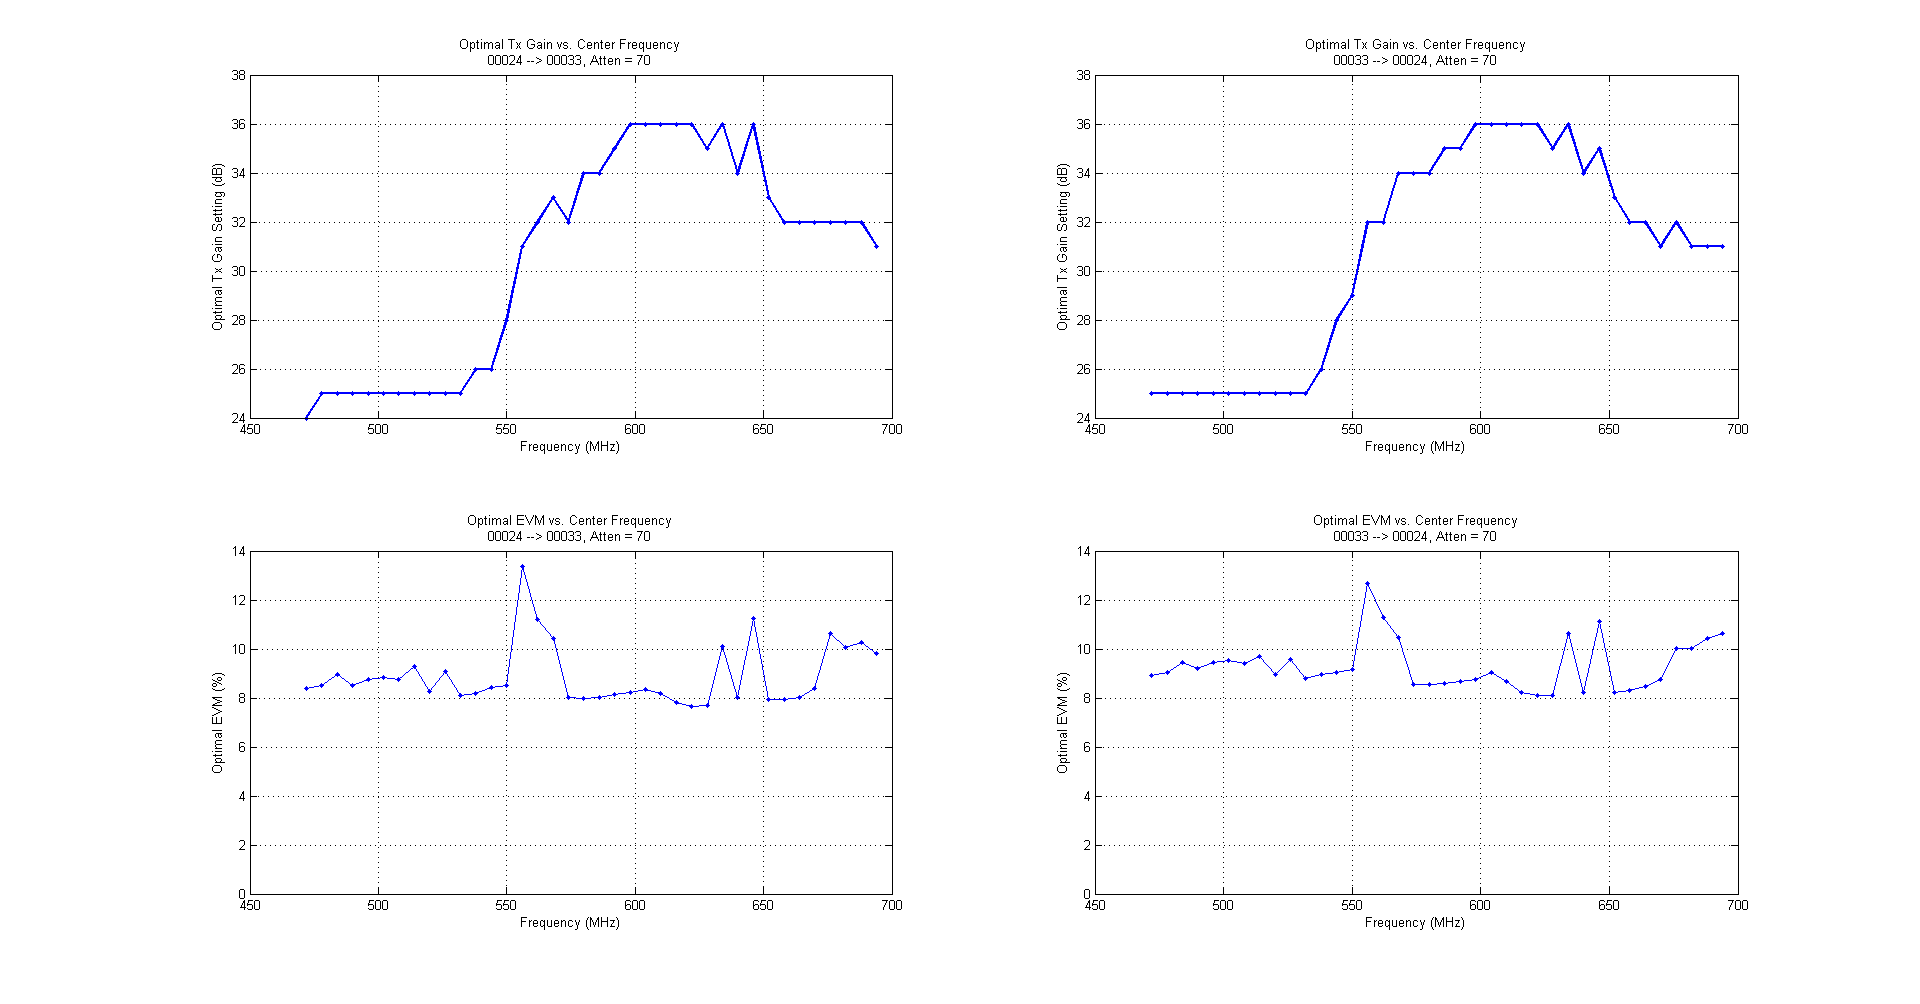 Optimal Tx Gain vs. Center Frequency
00024 --> 00033, Atten = 70
38
36
34
32
30
28
26
24
450 500 550 600 650 700
Optimal Tx Gain Setting (dB)
Frequency (MHz)
Optimal Tx Gain vs. Center Frequency
00033 --> 00024, Atten = 70
38
36
34
32
30
28
26
24
450 500 550 600 650 700
Optimal Tx Gain Setting (dB)
Frequency (MHz)
Optimal EVM vs. Center Frequency
00024 --> 00033, Atten = 70
14
12
10
8
6
4
2
0
450 500 550 600 650 700
Optimal EVM (%)
Frequency (MHz)
Optimal EVM vs. Center Frequency
00033 --> 00024, Atten = 70
14
12
10
8
6
4
2
0
450 500 550 600 650 700
Optimal EVM (%)
Frequency (MHz)